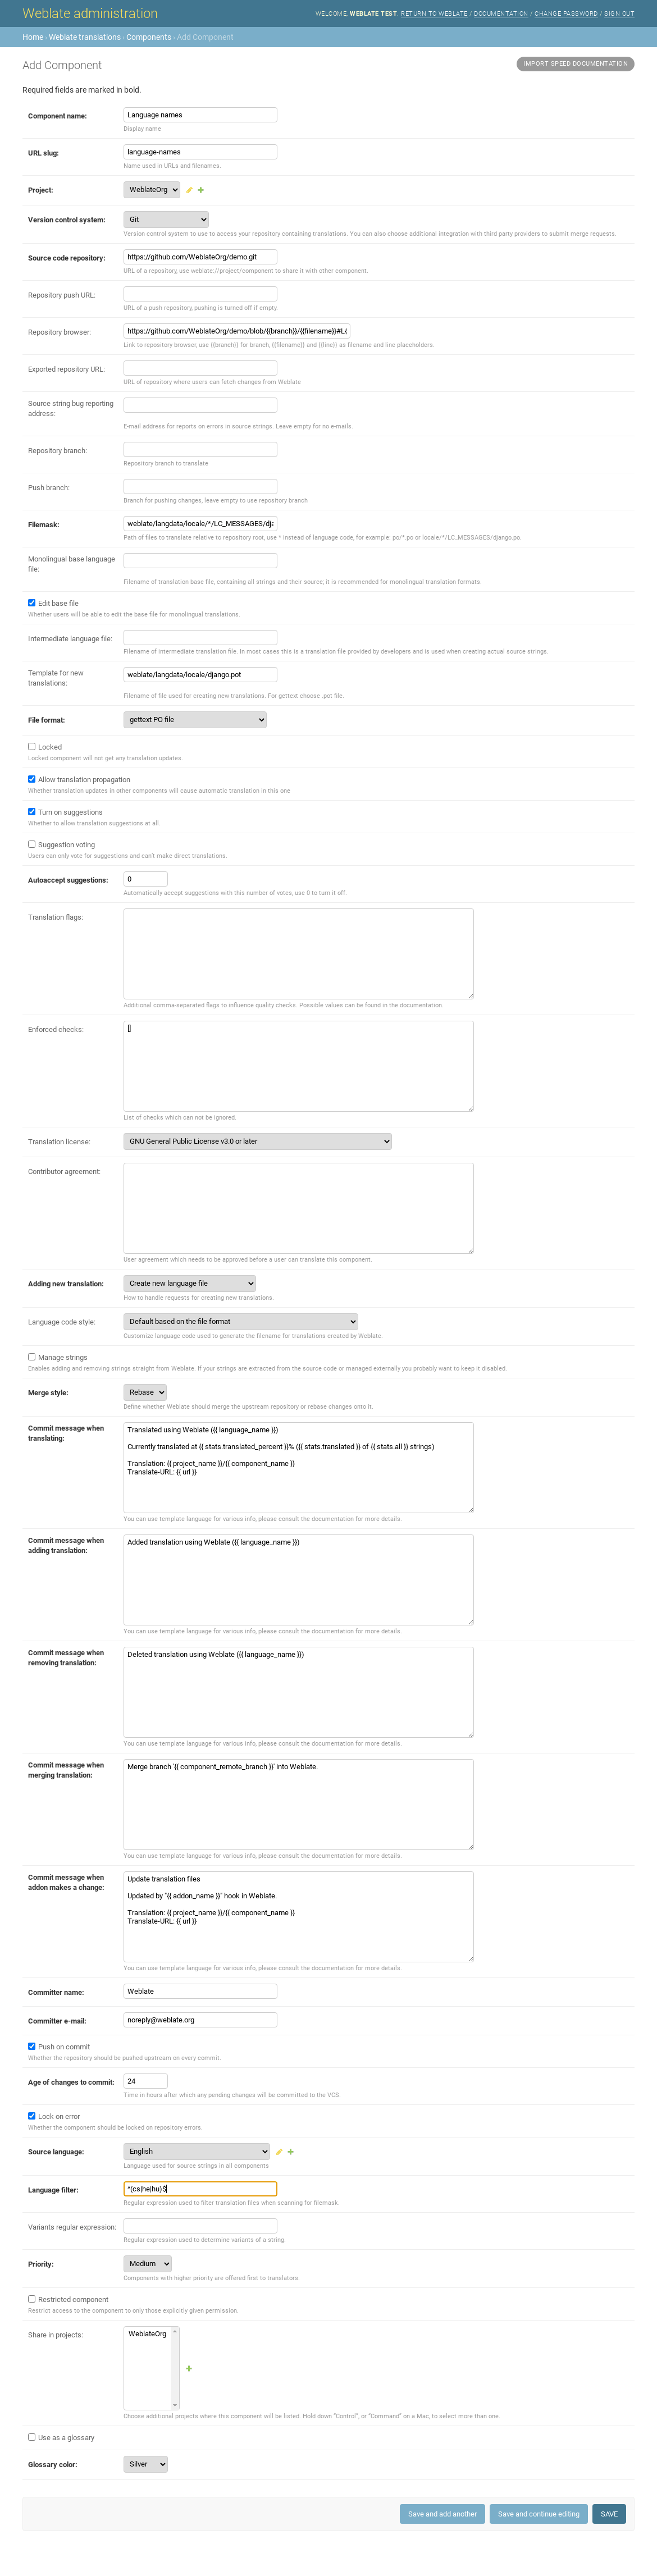 Weblate administration
WELCOME, WEBLATE TEST. RETURN TO WEBLATE / DOCUMENTATION / CHANGE PASSWORD / SIGN OUT
Home › Weblate translations › Components › Add Component
Add Component
IMPORT SPEED DOCUMENTATION
Required fields are marked in bold.
Component name: Language names
Display name
URL slug: language-names
Name used in URLs and filenames.
Project: WeblateOrg
Version control system: Git
Version control system to use to access your repository containing translations. You can also choose additional integration with third party providers to submit merge requests.
Source code repository: https://github.com/WeblateOrg/demo.git
URL of a repository, use weblate://project/component to share it with other component.
Repository push URL:
URL of a push repository, pushing is turned off if empty.
Repository browser: https://github.com/WeblateOrg/demo/blob/{{branch}}/{{filename}}#L{
Link to repository browser, use {{branch}} for branch, {{filename}} and {{line}} as filename and line placeholders.
Exported repository URL:
URL of repository where users can fetch changes from Weblate
Source string bug reporting
address:
E-mail address for reports on errors in source strings. Leave empty for no e-mails.
Repository branch:
Repository branch to translate
Push branch:
Branch for pushing changes, leave empty to use repository branch
Filemask: weblate/langdata/locale/*/LC_MESSAGES/dja
Path of files to translate relative to repository root, use * instead of language code, for example: po/*.po or locale/*/LC_MESSAGES/django.po.
Monolingual base language
file:
Filename of translation base file, containing all strings and their source; it is recommended for monolingual translation formats.
Edit base file
Whether users will be able to edit the base file for monolingual translations.
Intermediate language file:
Filename of intermediate translation file. In most cases this is a translation file provided by developers and is used when creating actual source strings.
Template for new
translations: weblate/langdata/locale/django.pot
Filename of file used for creating new translations. For gettext choose .pot file.
File format: gettext PO file
Locked
Locked component will not get any translation updates.
Allow translation propagation
Whether translation updates in other components will cause automatic translation in this one
Turn on suggestions
Whether to allow translation suggestions at all.
Suggestion voting
Users can only vote for suggestions and can't make direct translations.
Autoaccept suggestions: 0
Automatically accept suggestions with this number of votes, use 0 to turn it off.
Translation flags:
Additional comma-separated flags to influence quality checks. Possible values can be found in the documentation.
Enforced checks: []
List of checks which can not be ignored.
Translation license: GNU General Public License v3.0 or later
Contributor agreement:
User agreement which needs to be approved before a user can translate this component.
Adding new translation: Create new language file
How to handle requests for creating new translations.
Language code style: Default based on the file format
Customize language code used to generate the filename for translations created by Weblate.
Manage strings
Enables adding and removing strings straight from Weblate. If your strings are extracted from the source code or managed externally you probably want to keep it disabled.
Merge style: Rebase
Define whether Weblate should merge the upstream repository or rebase changes onto it.
Commit message when
translating:
Translated using Weblate ({{ language_name }})
Currently translated at {{ stats.translated_percent }}% ({{ stats.translated }} of {{ stats.all }} strings)
Translation: {{ project_name }}/{{ component_name }}
Translate-URL: {{ url }}
You can use template language for various info, please consult the documentation for more details.
Commit message when
adding translation:
Added translation using Weblate ({{ language_name }})
You can use template language for various info, please consult the documentation for more details.
Commit message when
removing translation:
Deleted translation using Weblate ({{ language_name }})
You can use template language for various info, please consult the documentation for more details.
Commit message when
merging translation:
Merge branch '{{ component_remote_branch }}' into Weblate.
You can use template language for various info, please consult the documentation for more details.
Commit message when
addon makes a change:
Update translation files
Updated by "{{ addon_name }}" hook in Weblate.
Translation: {{ project_name }}/{{ component_name }}
Translate-URL: {{ url }}
You can use template language for various info, please consult the documentation for more details.
Committer name: Weblate
Committer e-mail: noreply@weblate.org
Push on commit
Whether the repository should be pushed upstream on every commit.
Age of changes to commit: 24
Time in hours after which any pending changes will be committed to the VCS.
Lock on error
Whether the component should be locked on repository errors.
Source language: English
Language used for source strings in all components
Language filter: ^(cs|he|hu)$
Regular expression used to filter translation files when scanning for filemask.
Variants regular expression:
Regular expression used to determine variants of a string.
Priority: Medium
Components with higher priority are offered first to translators.
Restricted component
Restrict access to the component to only those explicitly given permission.
Share in projects: WeblateOrg
Choose additional projects where this component will be listed. Hold down “Control”, or “Command” on a Mac, to select more than one.
Use as a glossary
Glossary color: Silver
Save and add another
Save and continue editing
SAVE